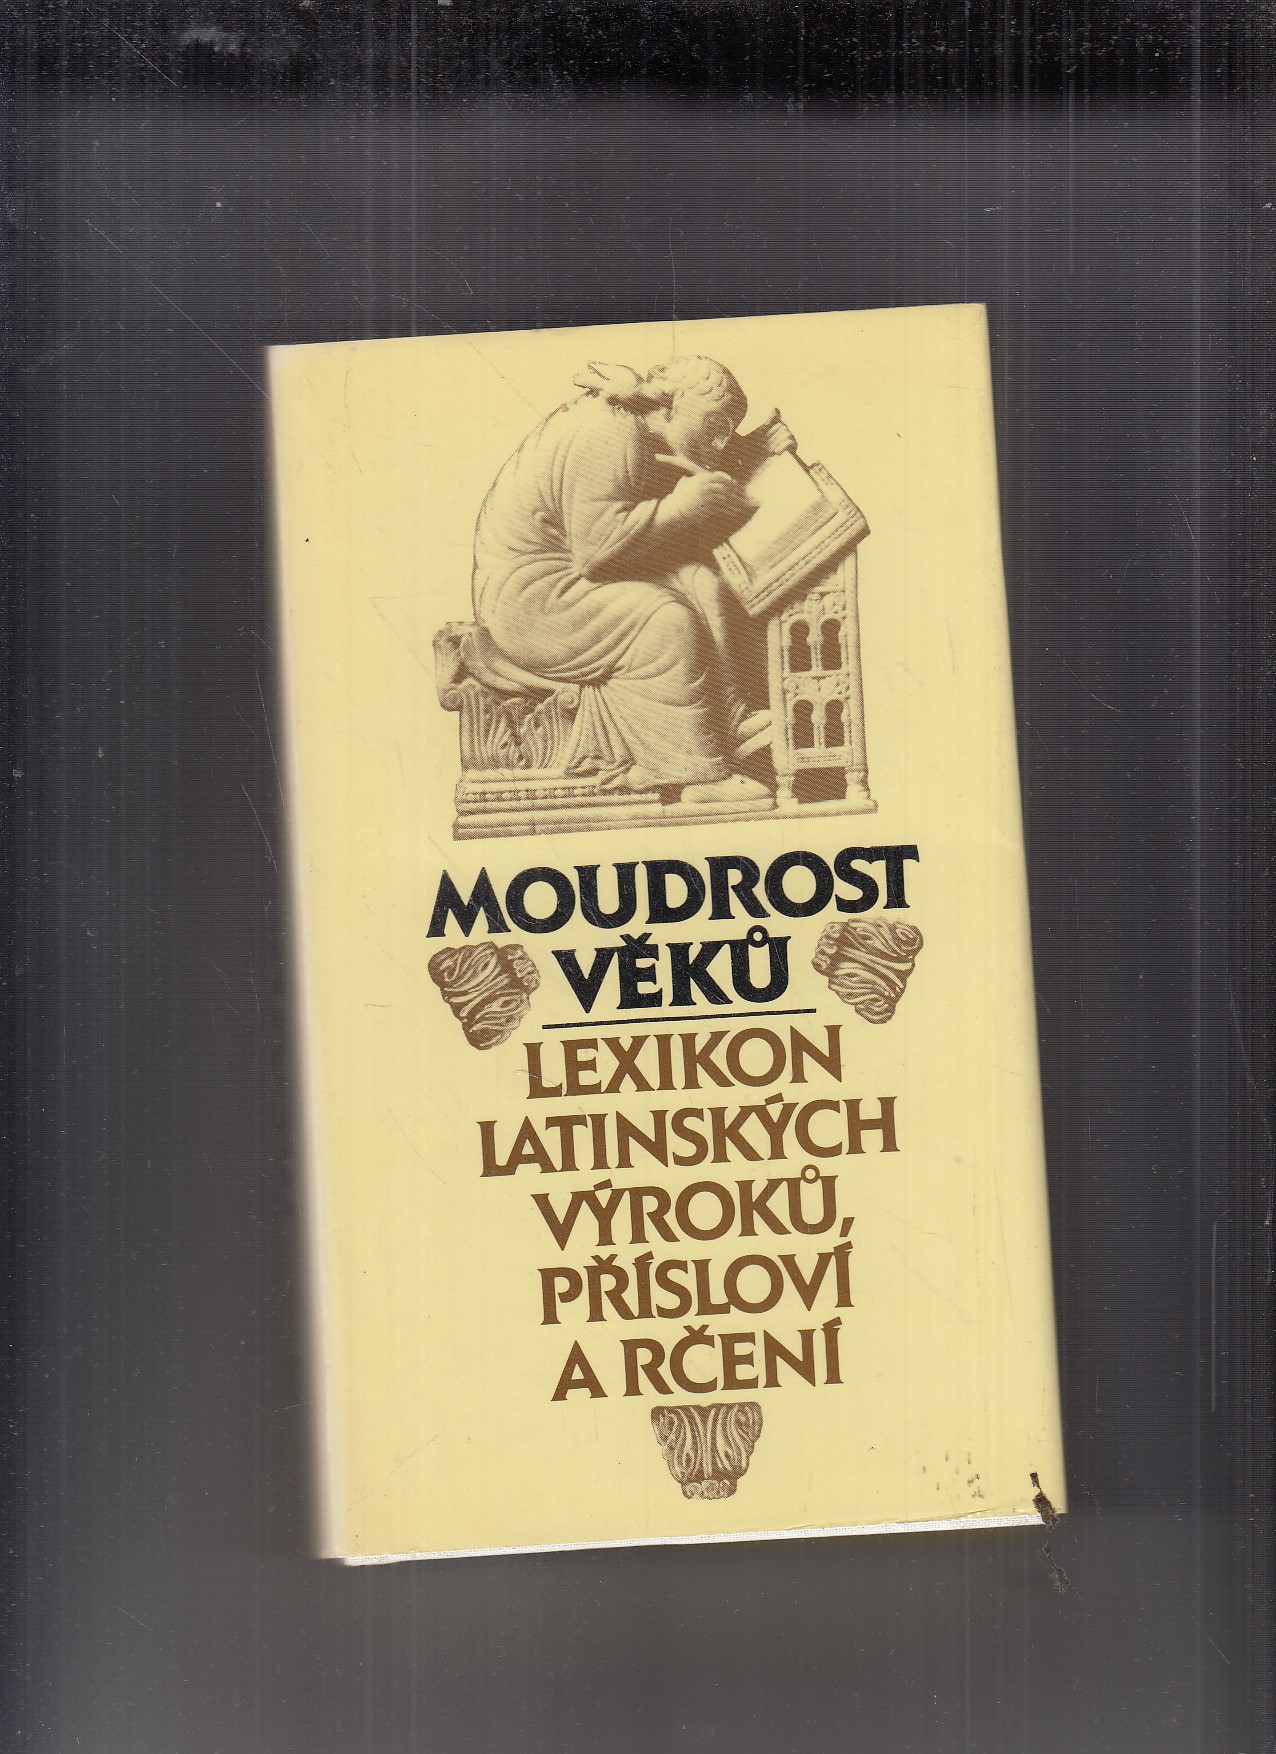 MOUDROST
VĚKŮ
LEXIKON
LATINSKÝCH
VÝROKŮ,
PŘÍSLOVÍ
A RČENÍ